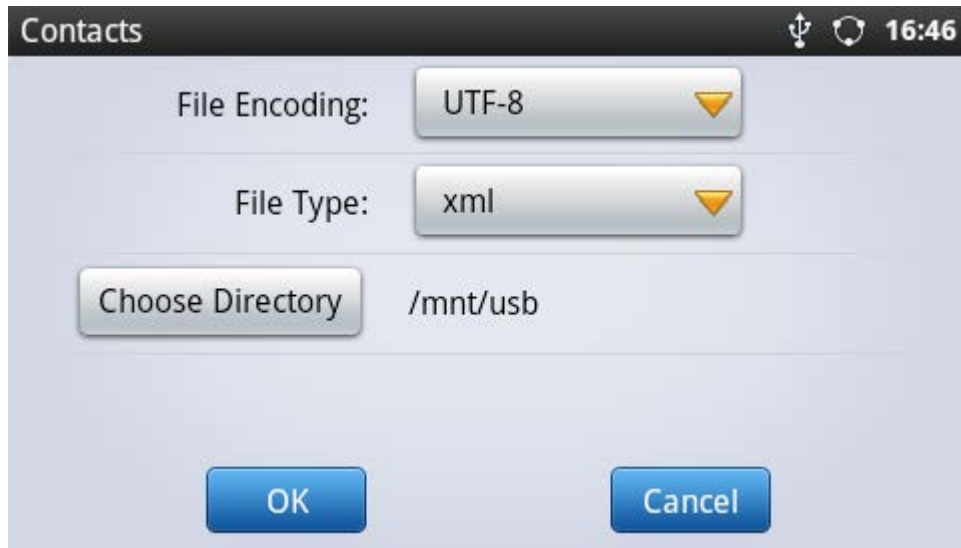 Contacts 16:46
File Encoding: UTF-8
File Type: xml
Choose Directory /mnt/usb
OK Cancel